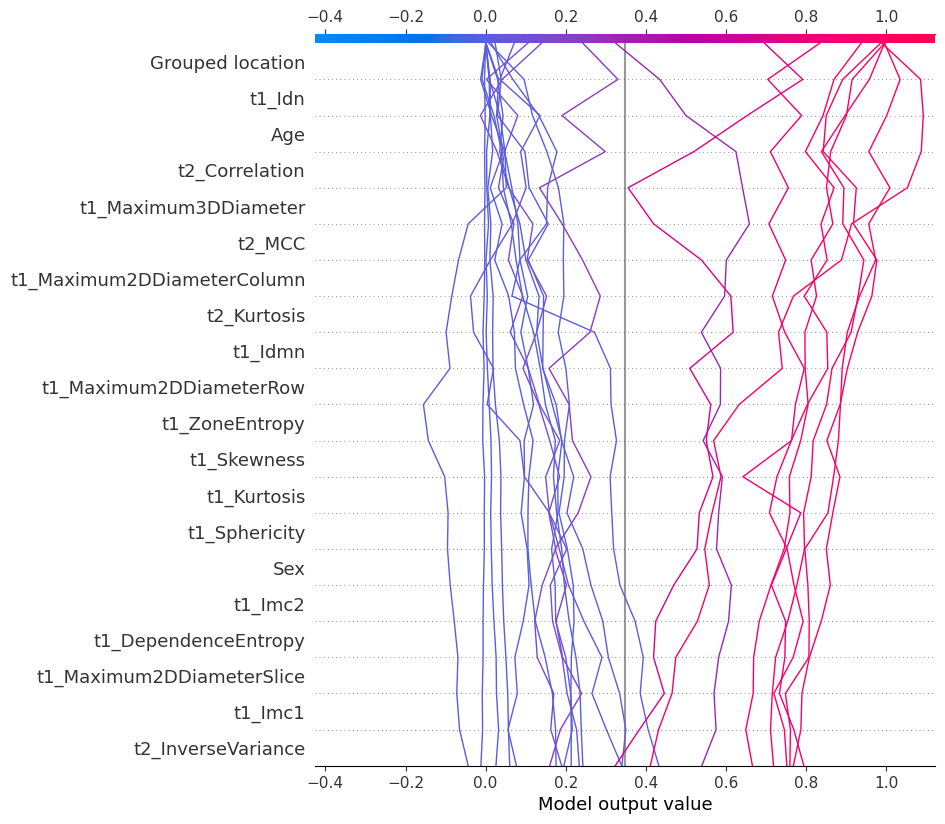 −0.4 −0.2 0.0 0.2 0.4 0.6 0.8 1.0
Grouped location
t1_Idn
Age
t2_Correlation
t1_Maximum3DDiameter
t2_MCC
t1_Maximum2DDiameterColumn
t2_Kurtosis
t1_Idmn
t1_Maximum2DDiameterRow
t1_ZoneEntropy
t1_Skewness
t1_Kurtosis
t1_Sphericity
Sex
t1_Imc2
t1_DependenceEntropy
t1_Maximum2DDiameterSlice
t1_Imc1
t2_InverseVariance
−0.4 −0.2 0.0 0.2 0.4 0.6 0.8 1.0
Model output value